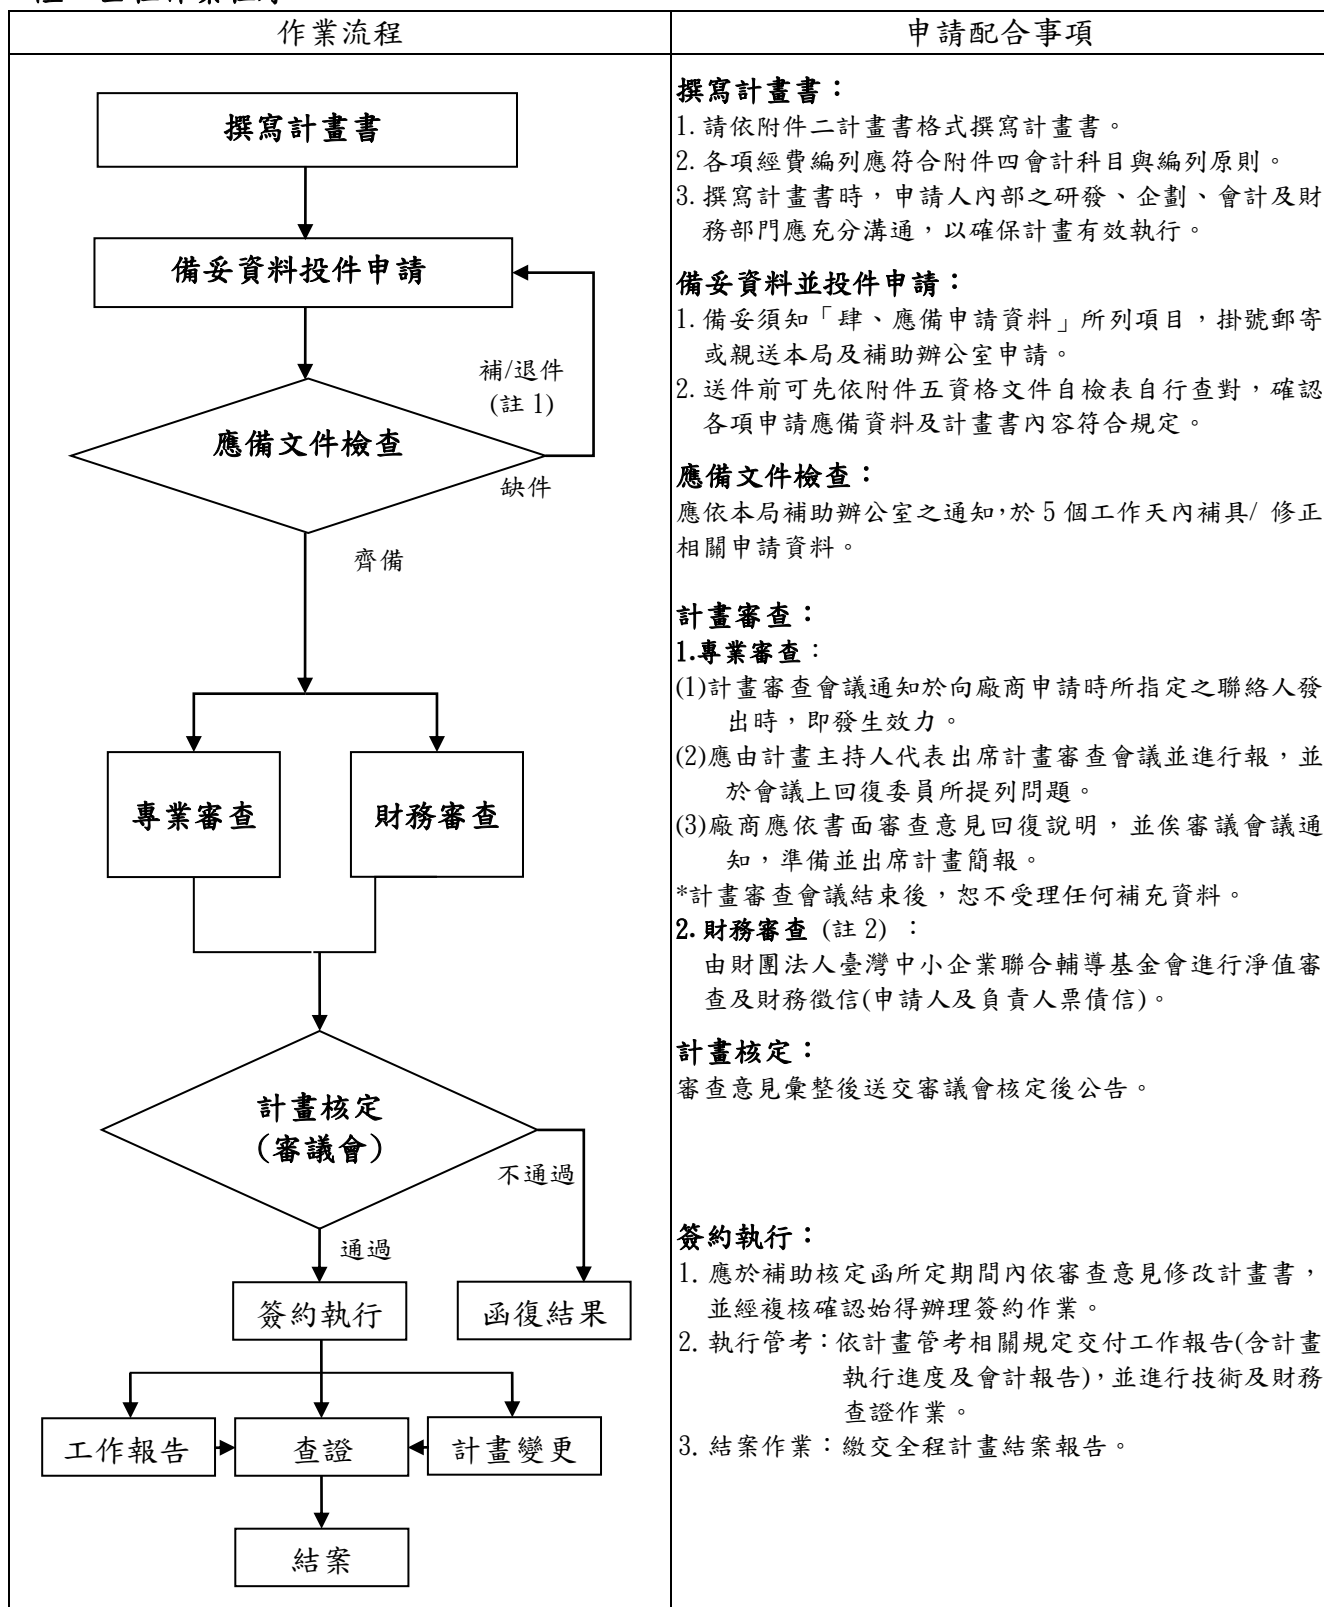 作業流程
申請配合事項
撰寫計畫書
備妥資料投件申請
補/退件
(註 1)
應備文件檢查
缺件
齊備
專業審查
財務審查
計畫核定
(審議會)
不通過
通過
簽約執行
函復結果
工作報告
查證
計畫變更
結案
撰寫計畫書：
1. 請依附件二計畫書格式撰寫計畫書。
2. 各項經費編列應符合附件四會計科目與編列原則。
3. 撰寫計畫書時，申請人內部之研發、企劃、會計及財
務部門應充分溝通，以確保計畫有效執行。
備妥資料並投件申請：
1. 備妥須知「肆、應備申請資料」所列項目，掛號郵寄
或親送本局及補助辦公室申請。
2. 送件前可先依附件五資格文件自檢表自行查對，確認
各項申請應備資料及計畫書內容符合規定。
應備文件檢查：
應依本局補助辦公室之通知,於 5 個工作天內補具/ 修正
相關申請資料。
計畫審查：
1.專業審查：
(1)計畫審查會議通知於向廠商申請時所指定之聯絡人發
出時，即發生效力。
(2)應由計畫主持人代表出席計畫審查會議並進行報，並
於會議上回復委員所提列問題。
(3)廠商應依書面審查意見回復說明，並俟審議會議通
知，準備並出席計畫簡報。
*計畫審查會議結束後，恕不受理任何補充資料。
2. 財務審查 (註 2) ：
由財團法人臺灣中小企業聯合輔導基金會進行淨值審
查及財務徵信(申請人及負責人票債信)。
計畫核定：
審查意見彙整後送交審議會核定後公告。
簽約執行：
1. 應於補助核定函所定期間內依審查意見修改計畫書，
並經複核確認始得辦理簽約作業。
2. 執行管考：依計畫管考相關規定交付工作報告(含計畫
執行進度及會計報告)，並進行技術及財務
查證作業。
3. 結案作業：繳交全程計畫結案報告。